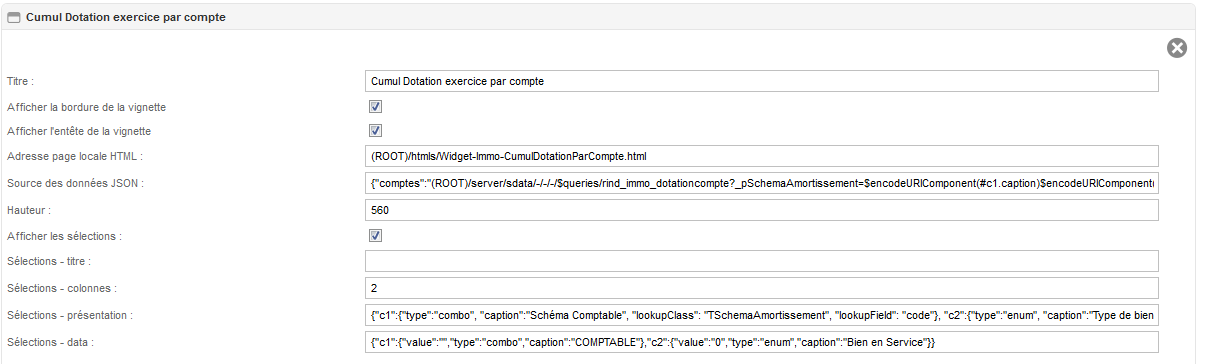 Cumul Dotation exercice par compte
Titre : Cumul Dotation exercice par compte
Afficher la bordure de la vignette
Afficher l'entête de la vignette
Adresse page locale HTML : (ROOT)/htmls/Widget-Immo-CumulDotationParCompte.html
Source des données JSON : {"comptes":"(ROOT)/server/sdata/-/-/-/$queries/rind_immo_dotationcompte?_pSchemaAmortissement=$encodeURIComponent(#c1.caption)$encodeURIComponent(
Hauteur : 560
Afficher les sélections :
Sélections - titre :
Sélections - colonnes : 2
Sélections - présentation : {"c1":{"type":"combo", "caption":"Schéma Comptable", "lookupClass": "TSchemaAmortissement", "lookupField": "code"}, "c2":{"type":"enum", "caption":"Type de bien
Sélections - data : {"c1":{"value":"","type":"combo","caption":"COMPTABLE"},"c2":{"value":"0","type":"enum","caption":"Bien en Service"}}